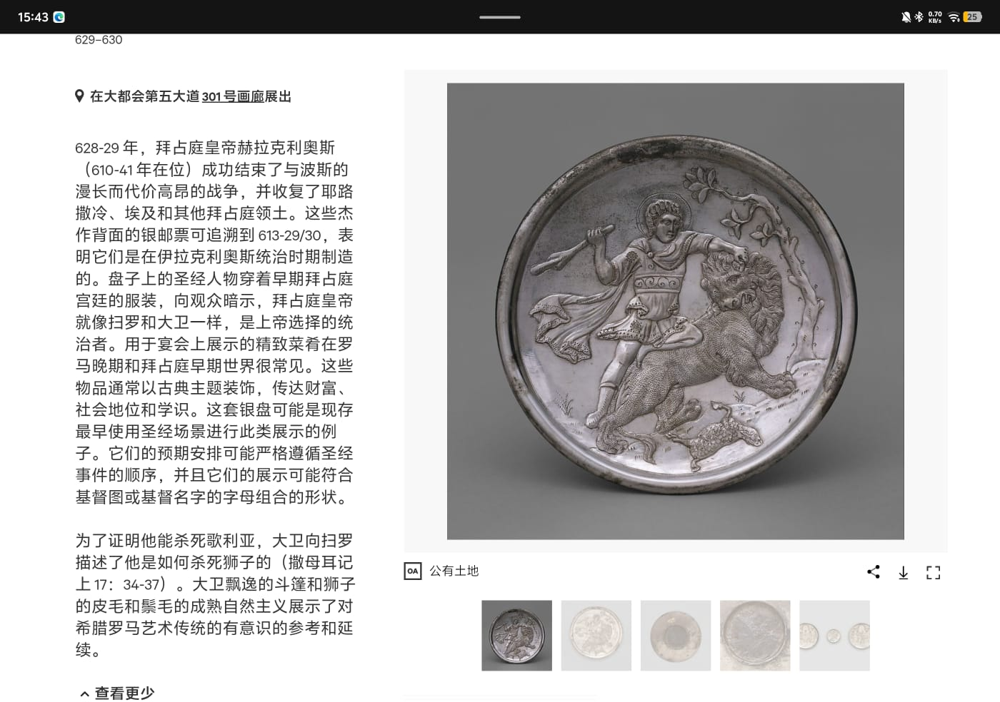 15:43
0.70
KB/s
25
629–630
在大都会第五大道 301 号画廊展出
628-29 年，拜占庭皇帝赫拉克利奥斯
（610-41 年在位）成功结束了与波斯的
漫长而代价高昂的战争，并收复了耶路
撒冷、埃及和其他拜占庭领土。这些杰
作背面的银邮票可追溯到 613-29/30，表
明它们是在伊拉克利奥斯统治时期制造
的。盘子上的圣经人物穿着早期拜占庭
宫廷的服装，向观众暗示，拜占庭皇帝
就像扫罗和大卫一样，是上帝选择的统
治者。用于宴会上展示的精致菜肴在罗
马晚期和拜占庭早期世界很常见。这些
物品通常以古典主题装饰，传达财富、
社会地位和学识。这套银盘可能是现存
最早使用圣经场景进行此类展示的例
子。它们的预期安排可能严格遵循圣经
事件的顺序，并且它们的展示可能符合
基督图或基督名字的字母组合的形状。
为了证明他能杀死歌利亚，大卫向扫罗
描述了他是如何杀死狮子的（撒母耳记
上 17：34-37）。大卫飘逸的斗篷和狮子
的皮毛和鬃毛的成熟自然主义展示了对
希腊罗马艺术传统的有意识的参考和延
续。
查看更少
OA 公有土地